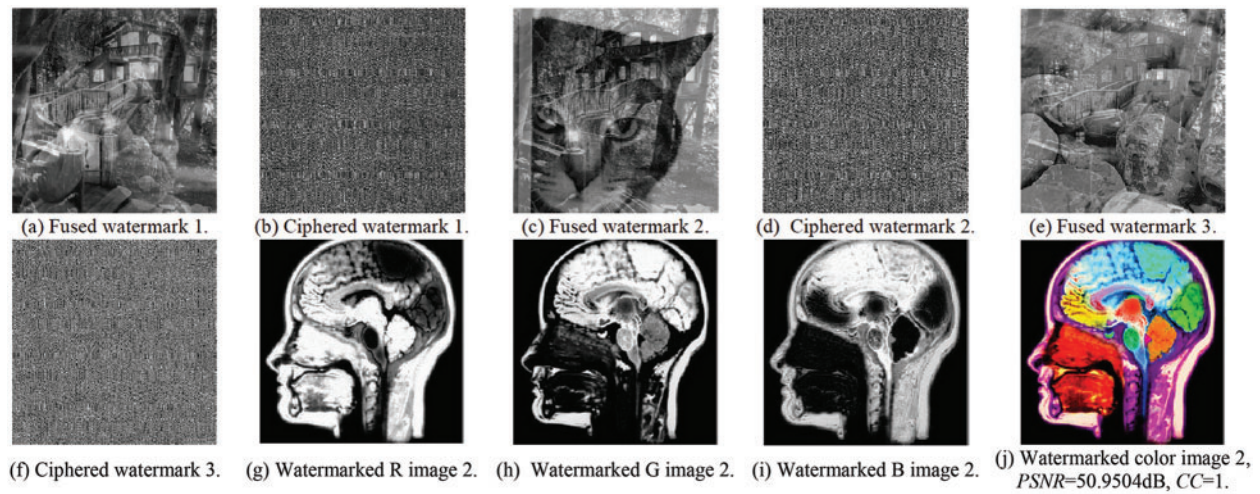 (a) Fused watermark 1.
(b) Ciphered watermark 1.
(c) Fused watermark 2.
(d) Ciphered watermark 2.
(e) Fused watermark 3.
(f) Ciphered watermark 3.
(g) Watermarked R image 2.
(h) Watermarked G image 2.
(i) Watermarked B image 2.
(j) Watermarked color image 2,
PSNR=50.9504dB, CC=1.